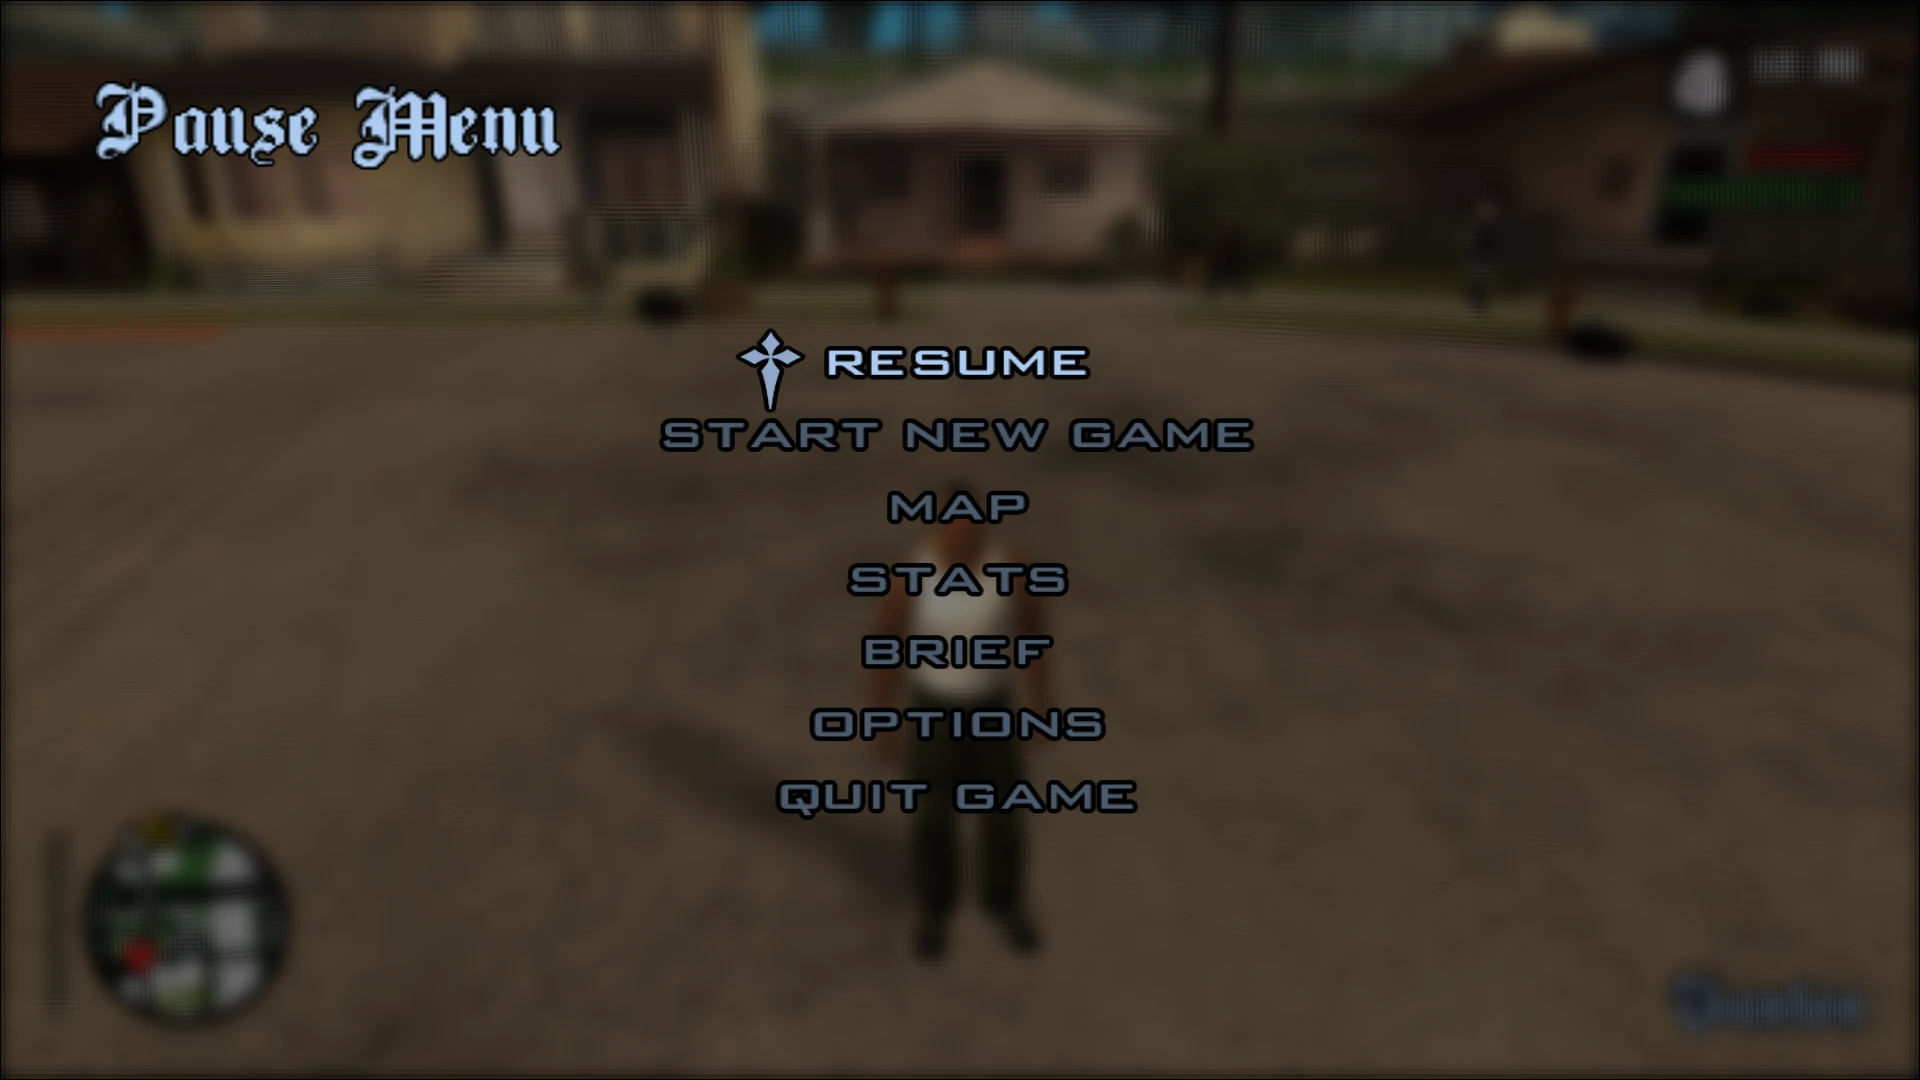 Pause Menu
RESUME
START NEW GAME
MAP
STATS
BRIEF
OPTIONS
QUIT GAME